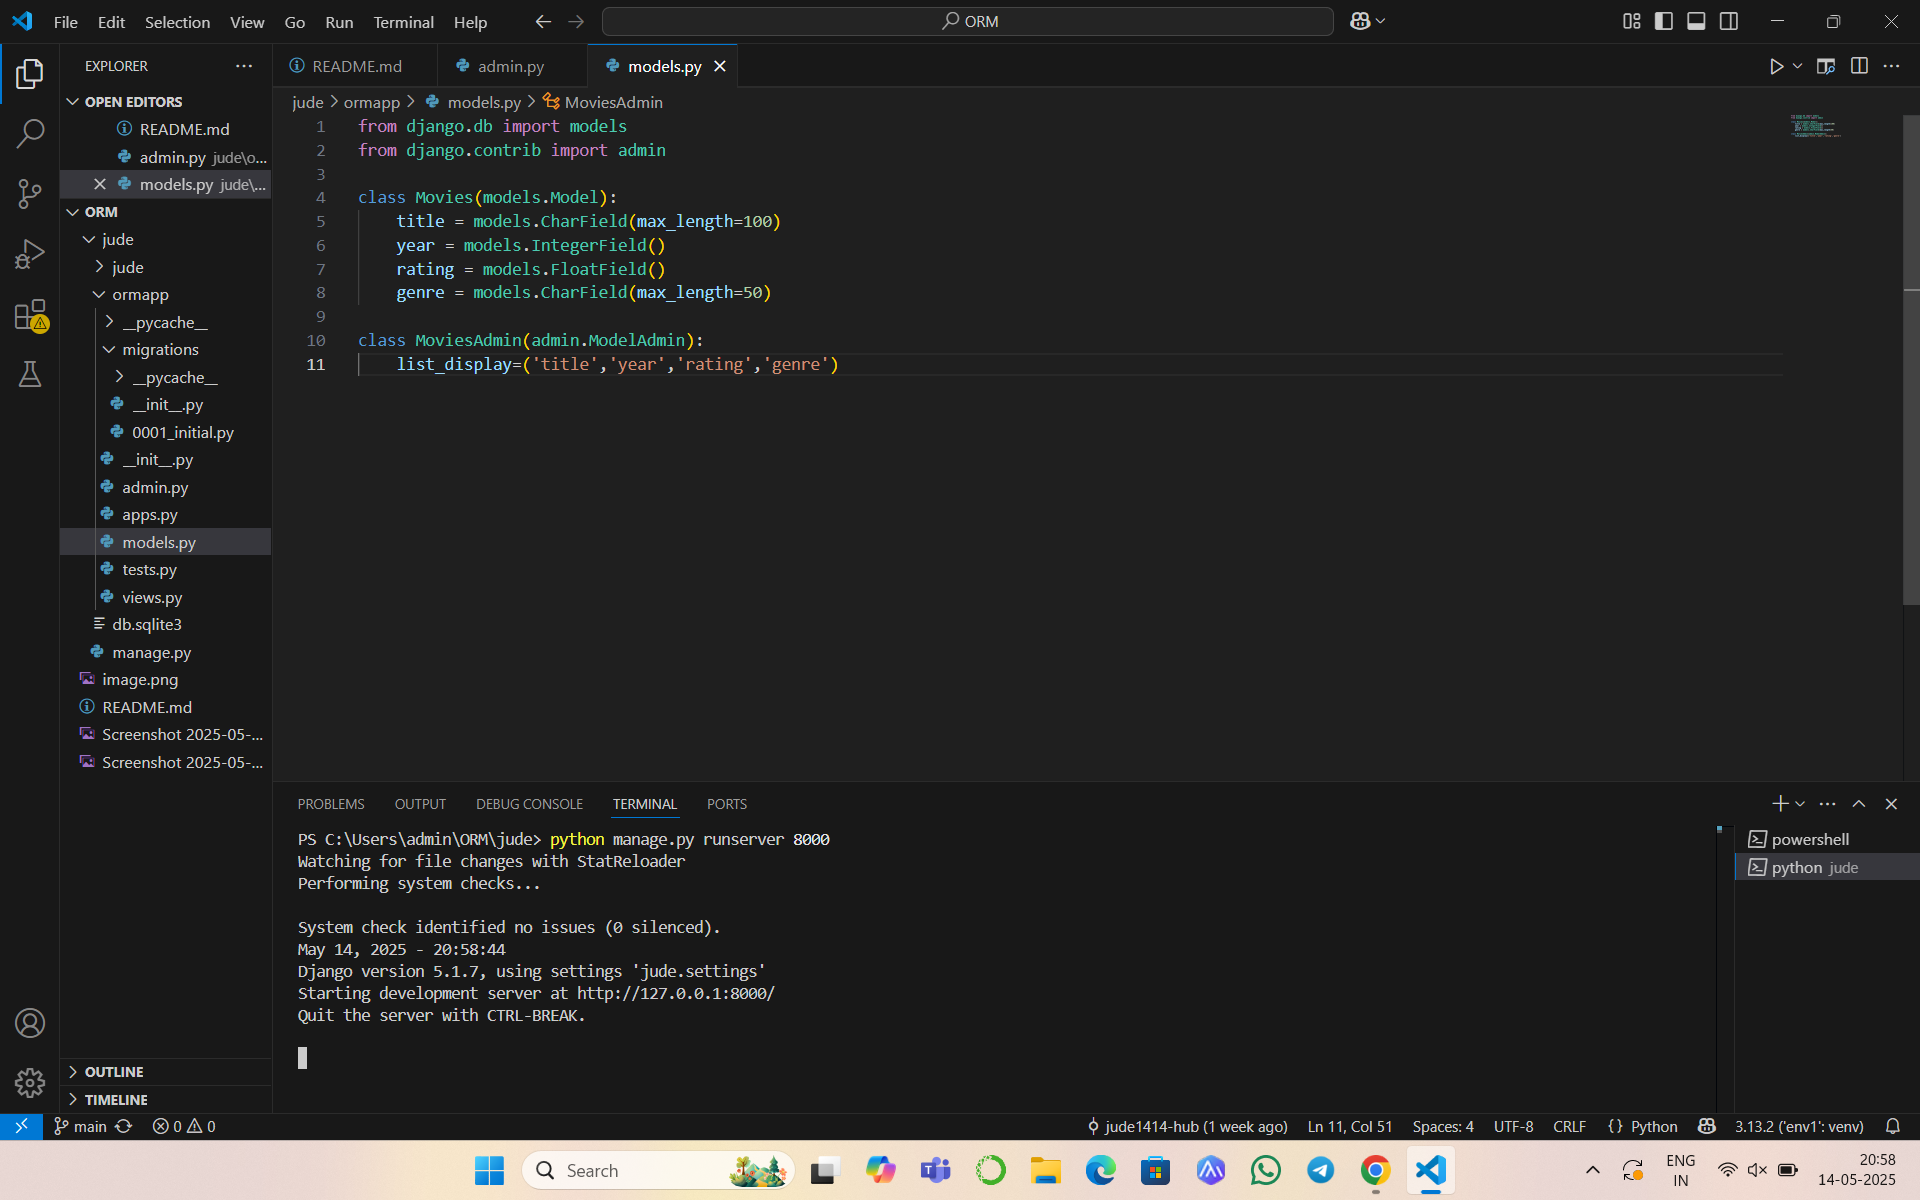 File Edit Selection View Go Run Terminal Help
ORM
EXPLORER
OPEN EDITORS
README.md
admin.py jude\o...
models.py jude\...
ORM
jude
jude
ormapp
__pycache__
migrations
__pycache__
__init__.py
0001_initial.py
__init__.py
admin.py
apps.py
models.py
tests.py
views.py
db.sqlite3
manage.py
image.png
README.md
Screenshot 2025-05-...
Screenshot 2025-05-...
OUTLINE
TIMELINE
README.md admin.py models.py
jude > ormapp > models.py > MoviesAdmin
1 from django.db import models
2 from django.contrib import admin
3
4 class Movies(models.Model):
5 title = models.CharField(max_length=100)
6 year = models.IntegerField()
7 rating = models.FloatField()
8 genre = models.CharField(max_length=50)
9
10 class MoviesAdmin(admin.ModelAdmin):
11 list_display=('title','year','rating','genre')
PROBLEMS OUTPUT DEBUG CONSOLE TERMINAL PORTS
PS C:\Users\admin\ORM\jude> python manage.py runserver 8000
Watching for file changes with StatReloader
Performing system checks...
System check identified no issues (0 silenced).
May 14, 2025 - 20:58:44
Django version 5.1.7, using settings 'jude.settings'
Starting development server at http://127.0.0.1:8000/
Quit the server with CTRL-BREAK.
powershell
python jude
main 0 0 jude1414-hub (1 week ago) Ln 11, Col 51 Spaces: 4 UTF-8 CRLF {} Python 3.13.2 ('env1': venv)
Search
ENG
IN
20:58
14-05-2025